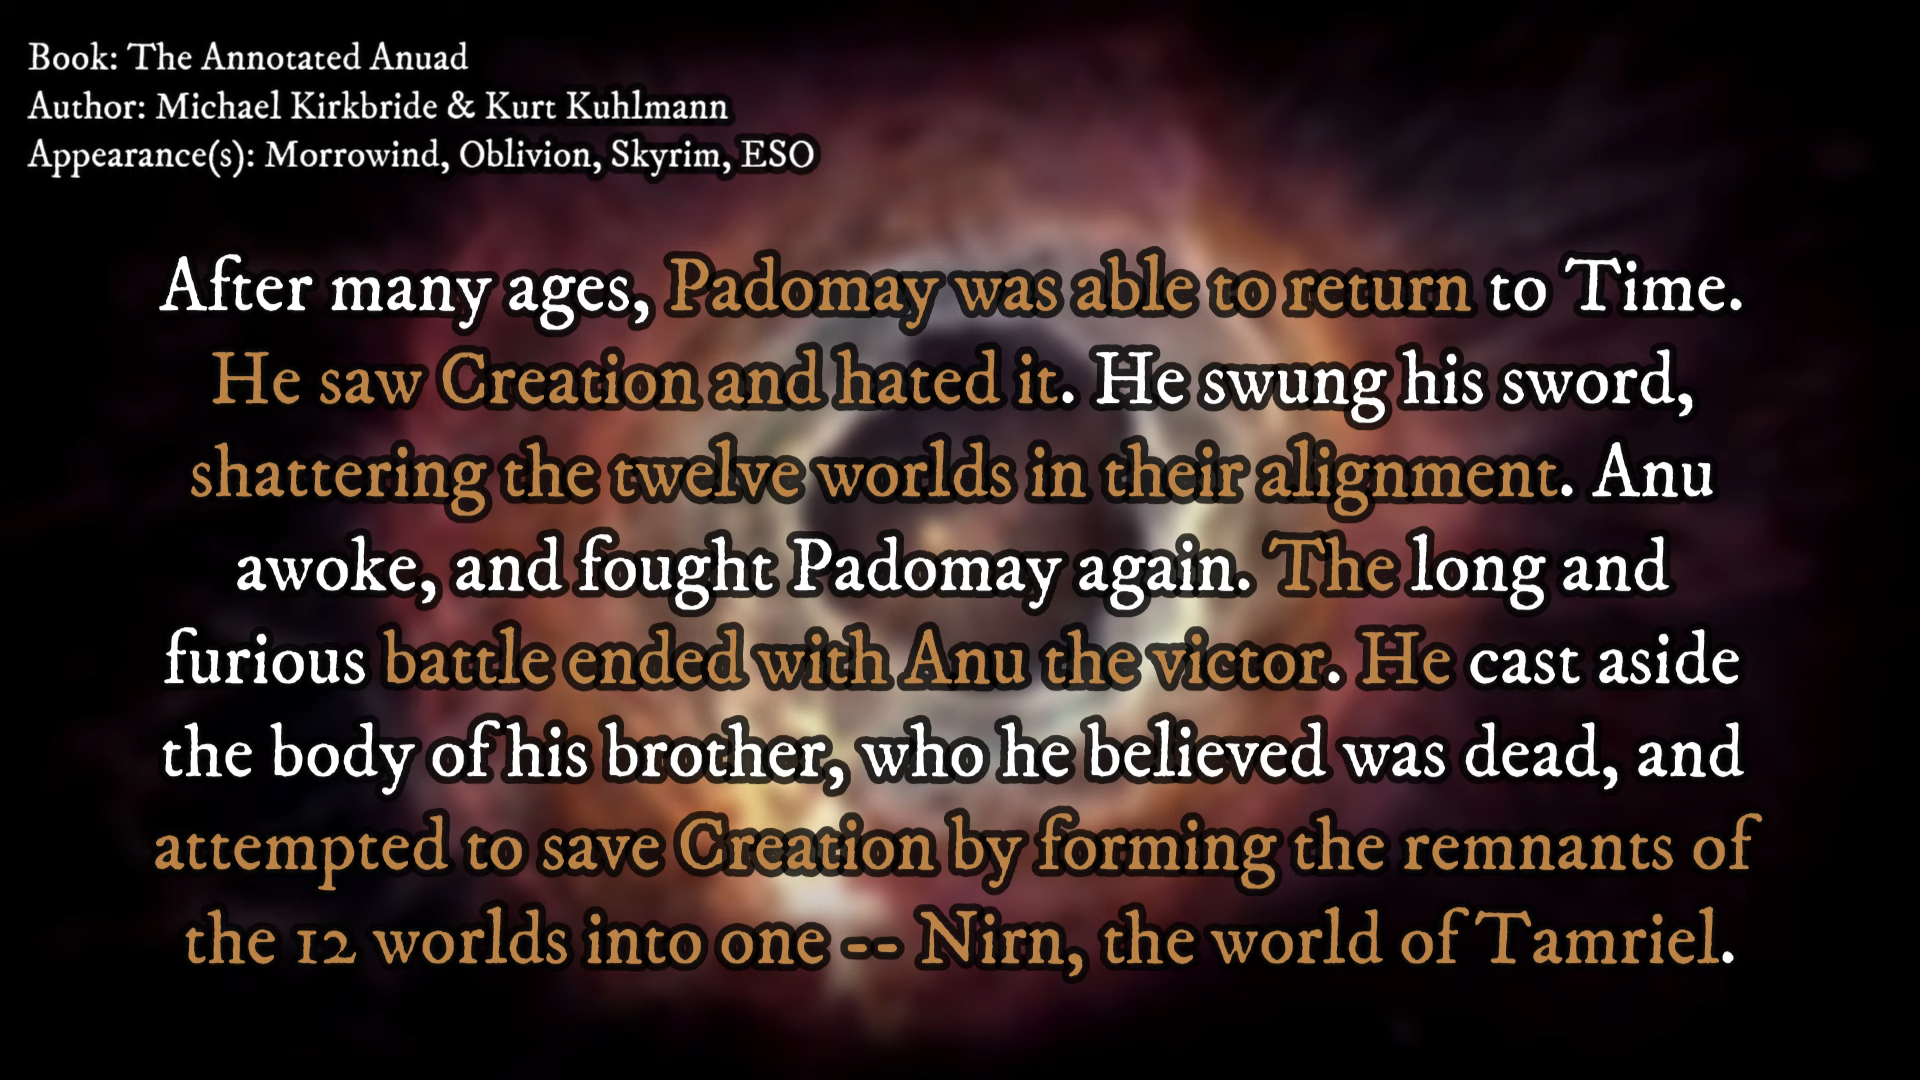 Book: The Annotated Anuad
Author: Michael Kirkbride & Kurt Kuhlmann
Appearance(s): Morrowind, Oblivion, Skyrim, ESO
After many ages, Padomay was able to return to Time.
He saw Creation and hated it. He swung his sword,
shattering the twelve worlds in their alignment. Anu
awoke, and fought Padomay again. The long and
furious battle ended with Anu the victor. He cast aside
the body of his brother, who he believed was dead, and
attempted to save Creation by forming the remnants of
the 12 worlds into one -- Nirn, the world of Tamriel.